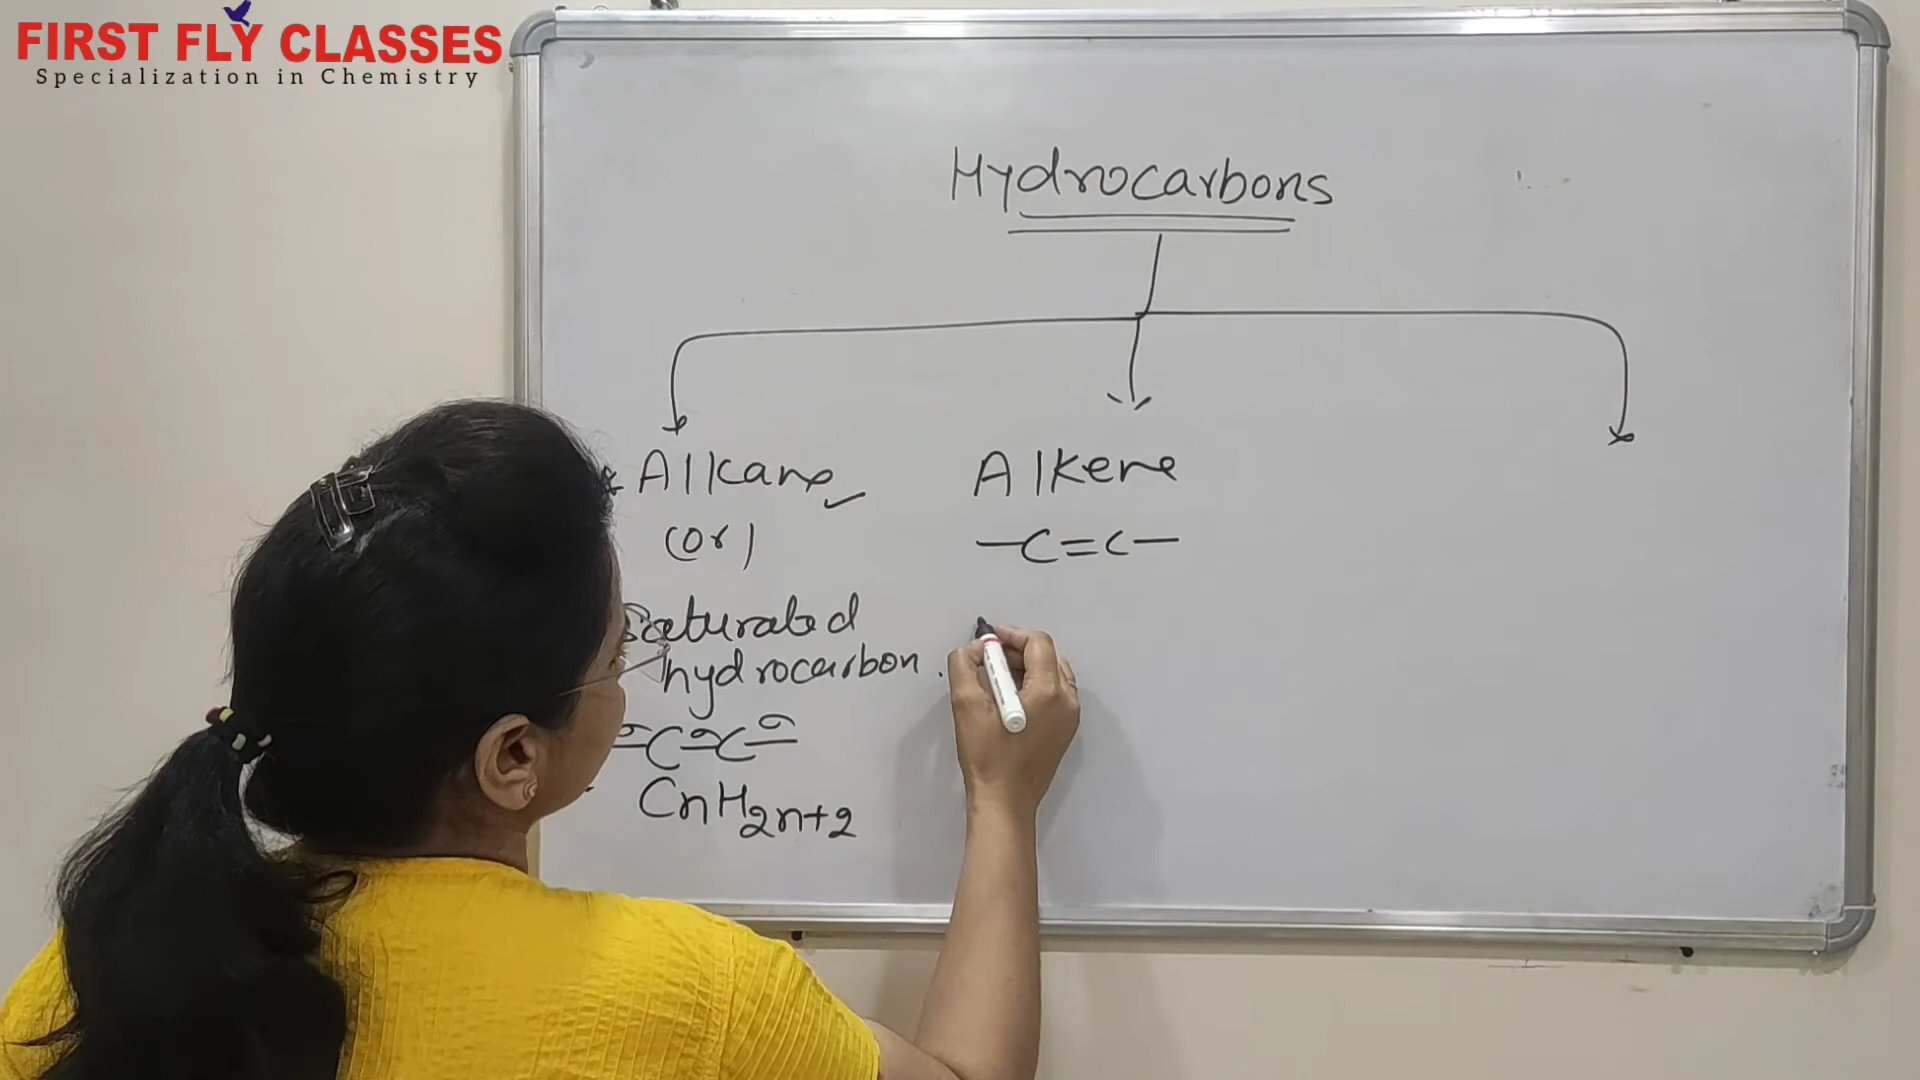 FIRST FLY CLASSES
Specialization in Chemistry
Hydrocarbons
Alkane ✓
(or)
Saturated
hydrocarbon.
-C-C-
CnH2n+2
Alkene
-C=C-